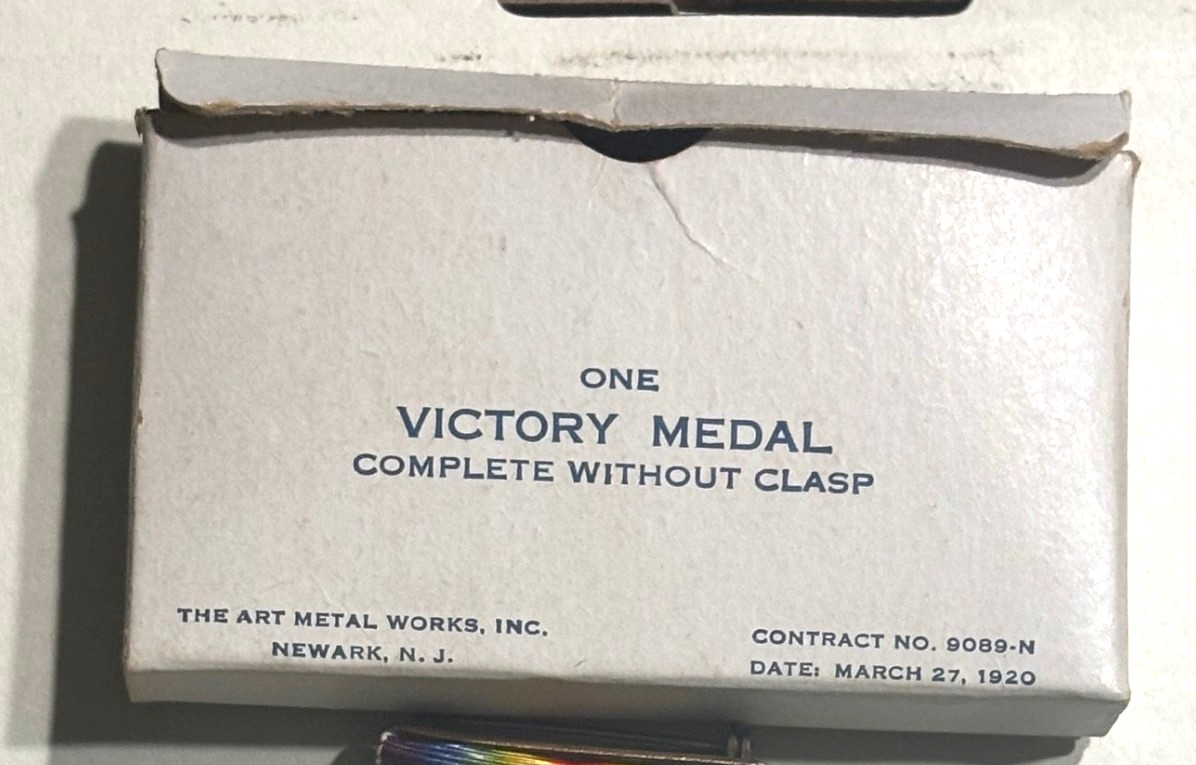 ONE
VICTORY MEDAL
COMPLETE WITHOUT CLASP
THE ART METAL WORKS, INC.
NEWARK, N. J.
CONTRACT NO. 9089-N
DATE: MARCH 27, 1920